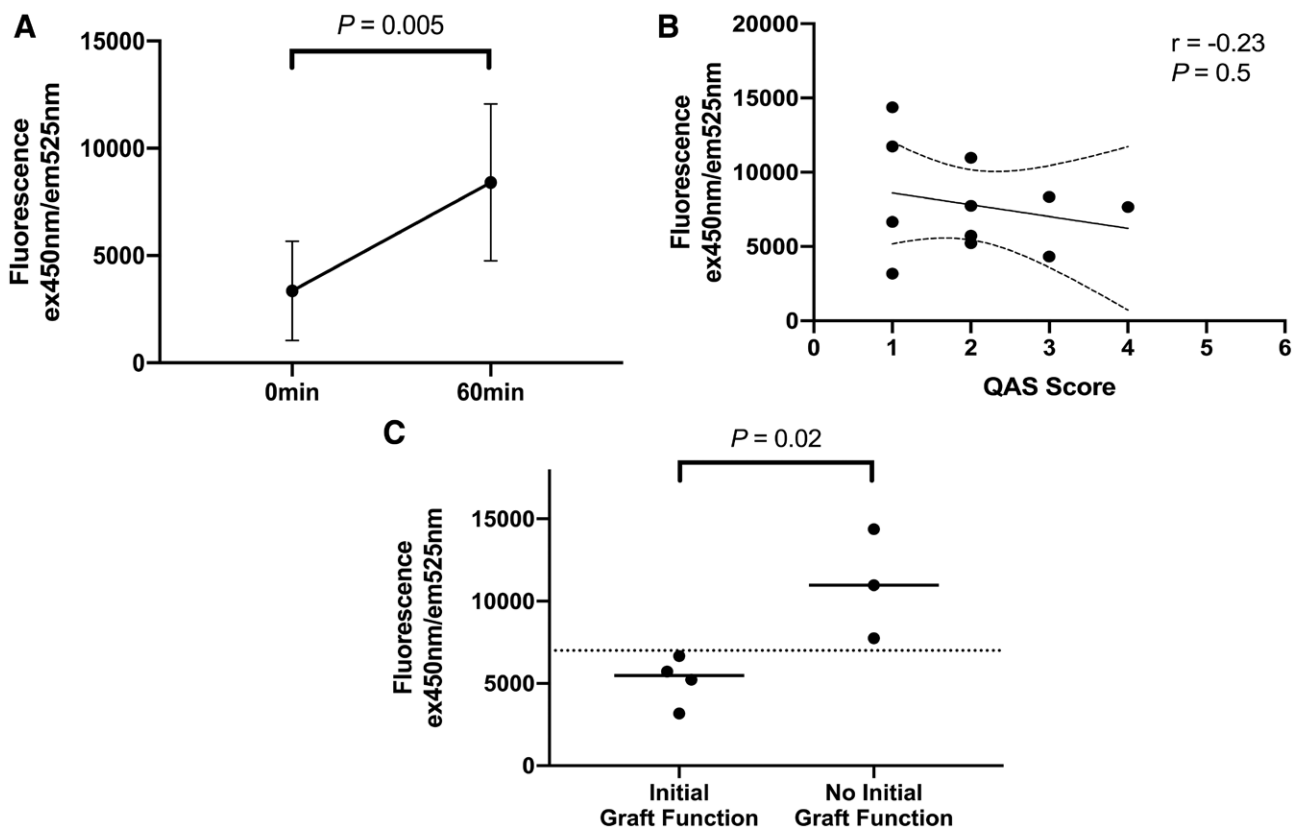 A
P = 0.005
Fluorescence
ex450nm/em525nm
15000
10000
5000
0
0min
60min
B
r = -0.23
P = 0.5
Fluorescence
ex450nm/em525nm
20000
15000
10000
5000
0
0 1 2 3 4 5 6
QAS Score
C
P = 0.02
Fluorescence
ex450nm/em525nm
15000
10000
5000
0
Initial
Graft Function
No Initial
Graft Function